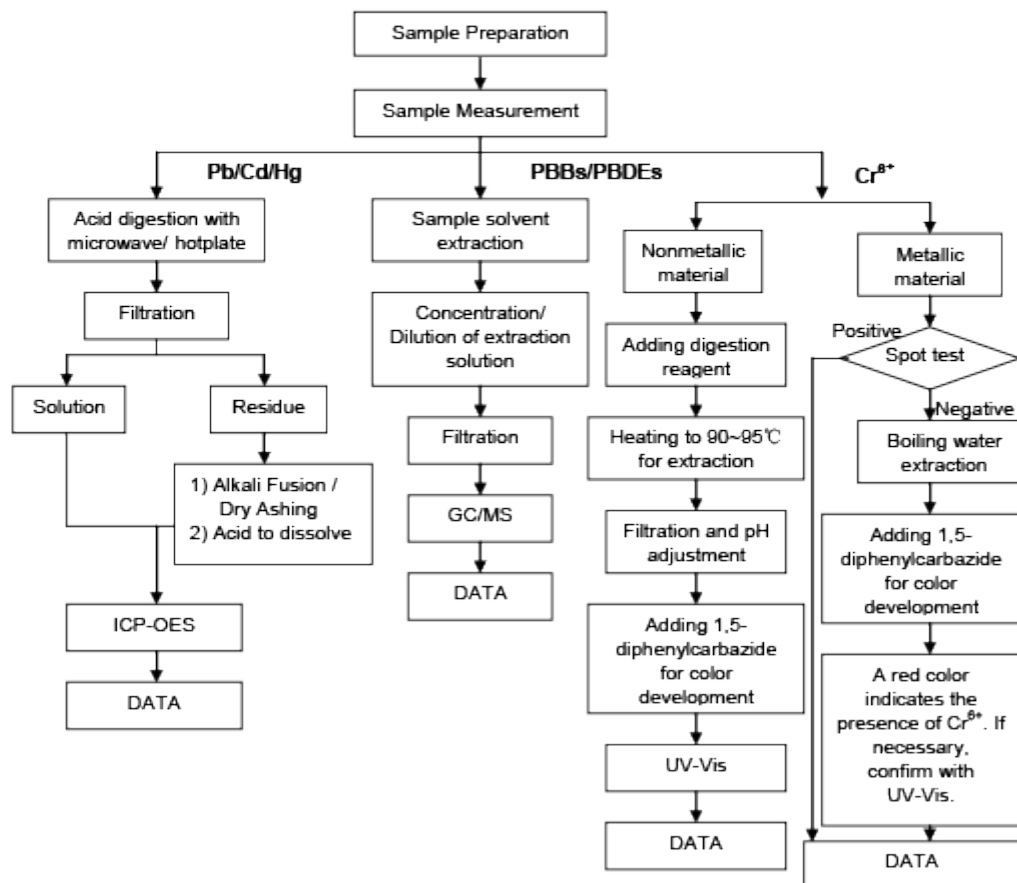 Sample Preparation
Sample Measurement
Pb/Cd/Hg
PBBs/PBDEs
Cr⁶⁺
Acid digestion with
microwave/ hotplate
Filtration
Solution
Residue
1) Alkali Fusion /
Dry Ashing
2) Acid to dissolve
ICP-OES
DATA
Sample solvent
extraction
Concentration/
Dilution of extraction
solution
Filtration
GC/MS
DATA
Nonmetallic
material
Adding digestion
reagent
Heating to 90~95℃
for extraction
Filtration and pH
adjustment
Adding 1,5-
diphenylcarbazide
for color
development
UV-Vis
DATA
Metallic
material
Positive
Spot test
Negative
Boiling water
extraction
Adding 1,5-
diphenylcarbazide
for color
development
A red color
indicates the
presence of Cr⁶⁺. If
necessary,
confirm with
UV-Vis.
DATA